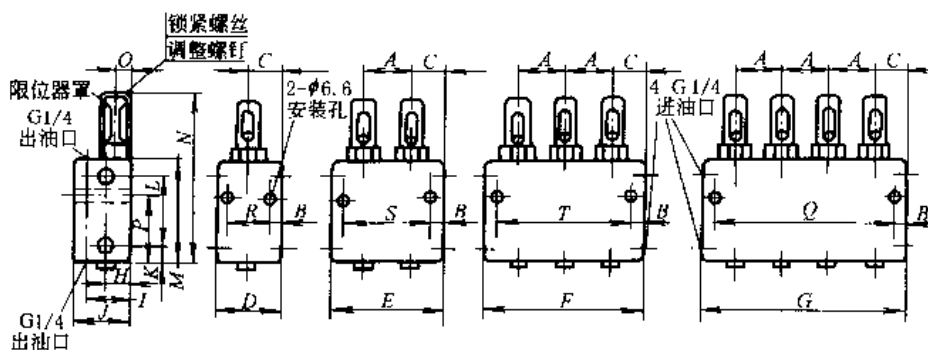 锁紧螺丝
调整螺钉
限位器罩
G1/4
出油口
O
N
L
P
H
K
M
I
J
G1/4
出油口
C
2-φ6.6
安装孔
R
B
D
A
C
S
B
E
A
A
C
4 G1/4
进油口
T
B
F
A
A
A
C
Q
B
G